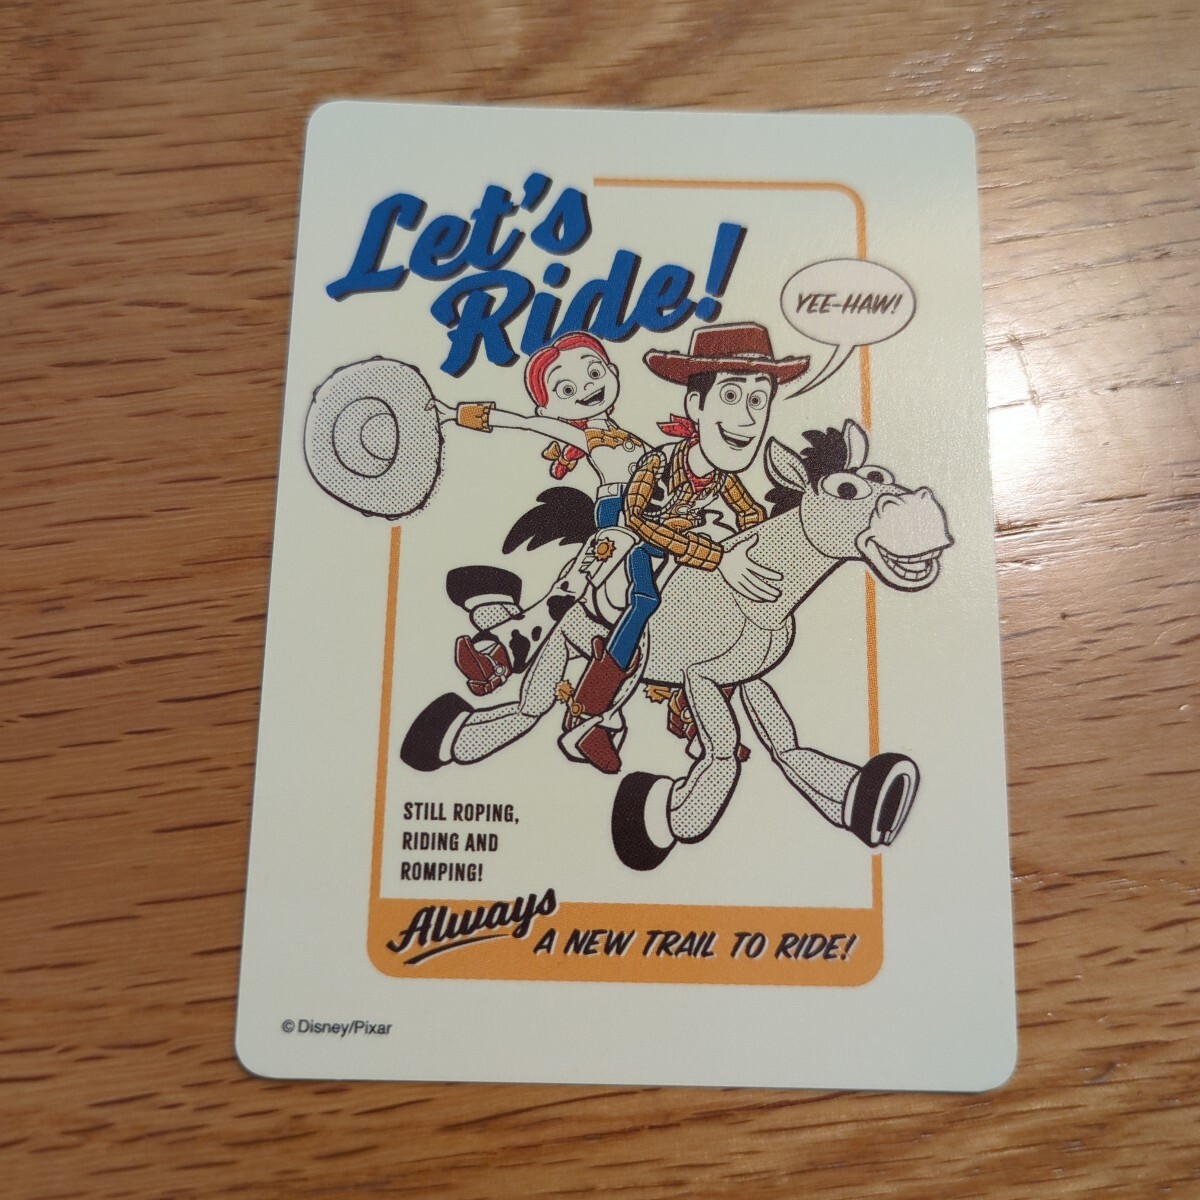 Let's
Ride!
YEE-HAW!
STILL ROPING,
RIDING AND
ROMPING!
Always
A NEW TRAIL TO RIDE!
© Disney/Pixar